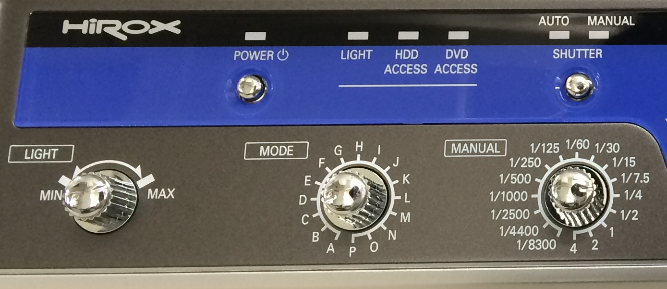 HiROX
AUTO MANUAL
POWER LIGHT HDD ACCESS DVD ACCESS SHUTTER
LIGHT
MIN MAX
MODE
A B C D E F G H I J K L M N O P
MANUAL
1/8300 1/4400 1/2500 1/1000 1/500 1/250 1/125 1/60 1/30 1/15 1/7.5 1/4 1/2 1 2 4